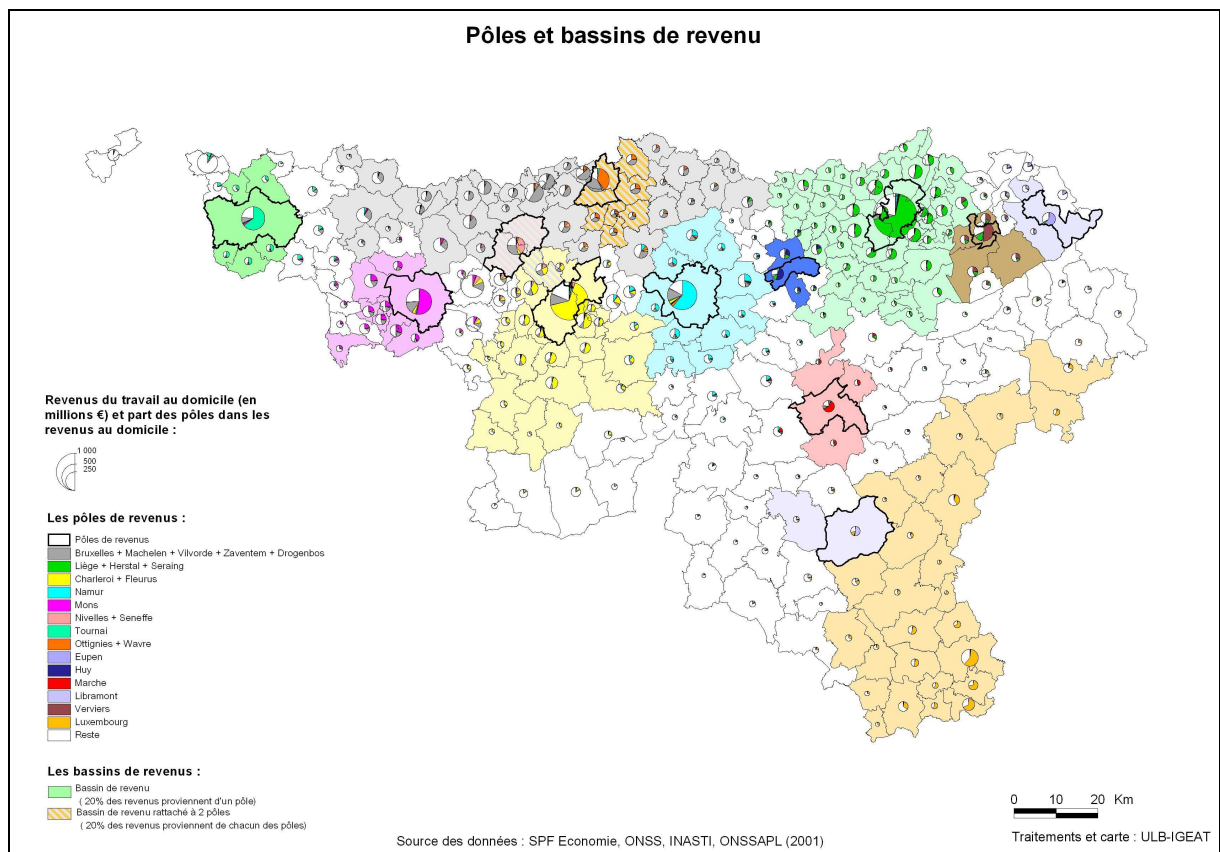 Pôles et bassins de revenu
Revenus du travail au domicile (en
millions €) et part des pôles dans les
revenus au domicile :
1 000
500
250
Les pôles de revenus :
Pôles de revenus
Bruxelles + Machelen + Vilvorde + Zaventem + Drogenbos
Liège + Herstal + Seraing
Charleroi + Fleurus
Namur
Mons
Nivelles + Seneffe
Tournai
Ottignies + Wavre
Eupen
Huy
Marche
Libramont
Verviers
Luxembourg
Reste
Les bassins de revenus :
Bassin de revenu
( 20% des revenus proviennent d'un pôle)
Bassin de revenu rattaché à 2 pôles
( 20% des revenus proviennent de chacun des pôles)
0 10 20 Km
Source des données : SPF Economie, ONSS, INASTI, ONSSAPL (2001)
Traitements et carte : ULB-IGEAT